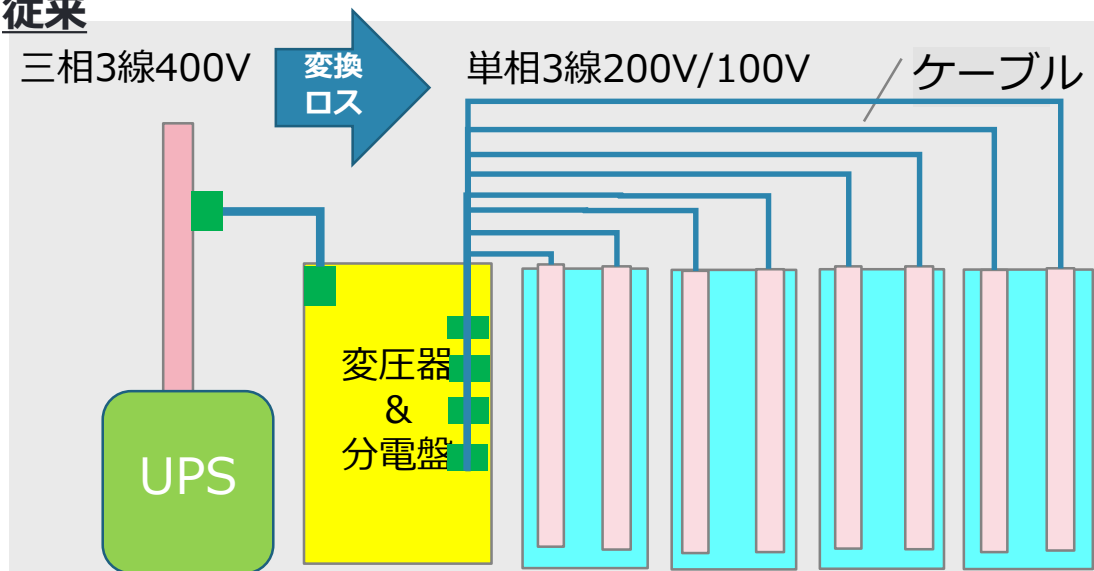 従来
三相3線400V
変換
ロス
単相3線200V/100V
ケーブル
変圧器
&
分電盤
UPS